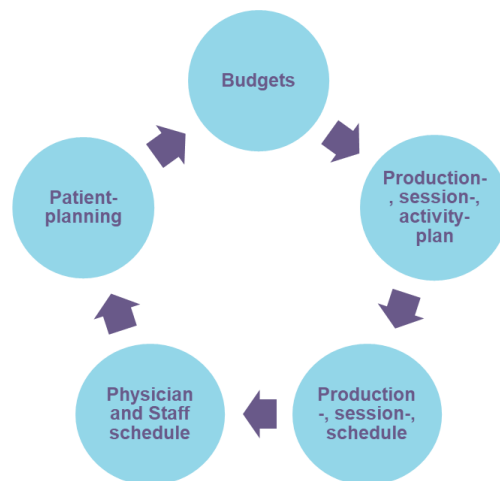 Budgets
Production-
, session-,
activity-
plan
Production
-, session-,
schedule
Physician
and Staff
schedule
Patient-
planning